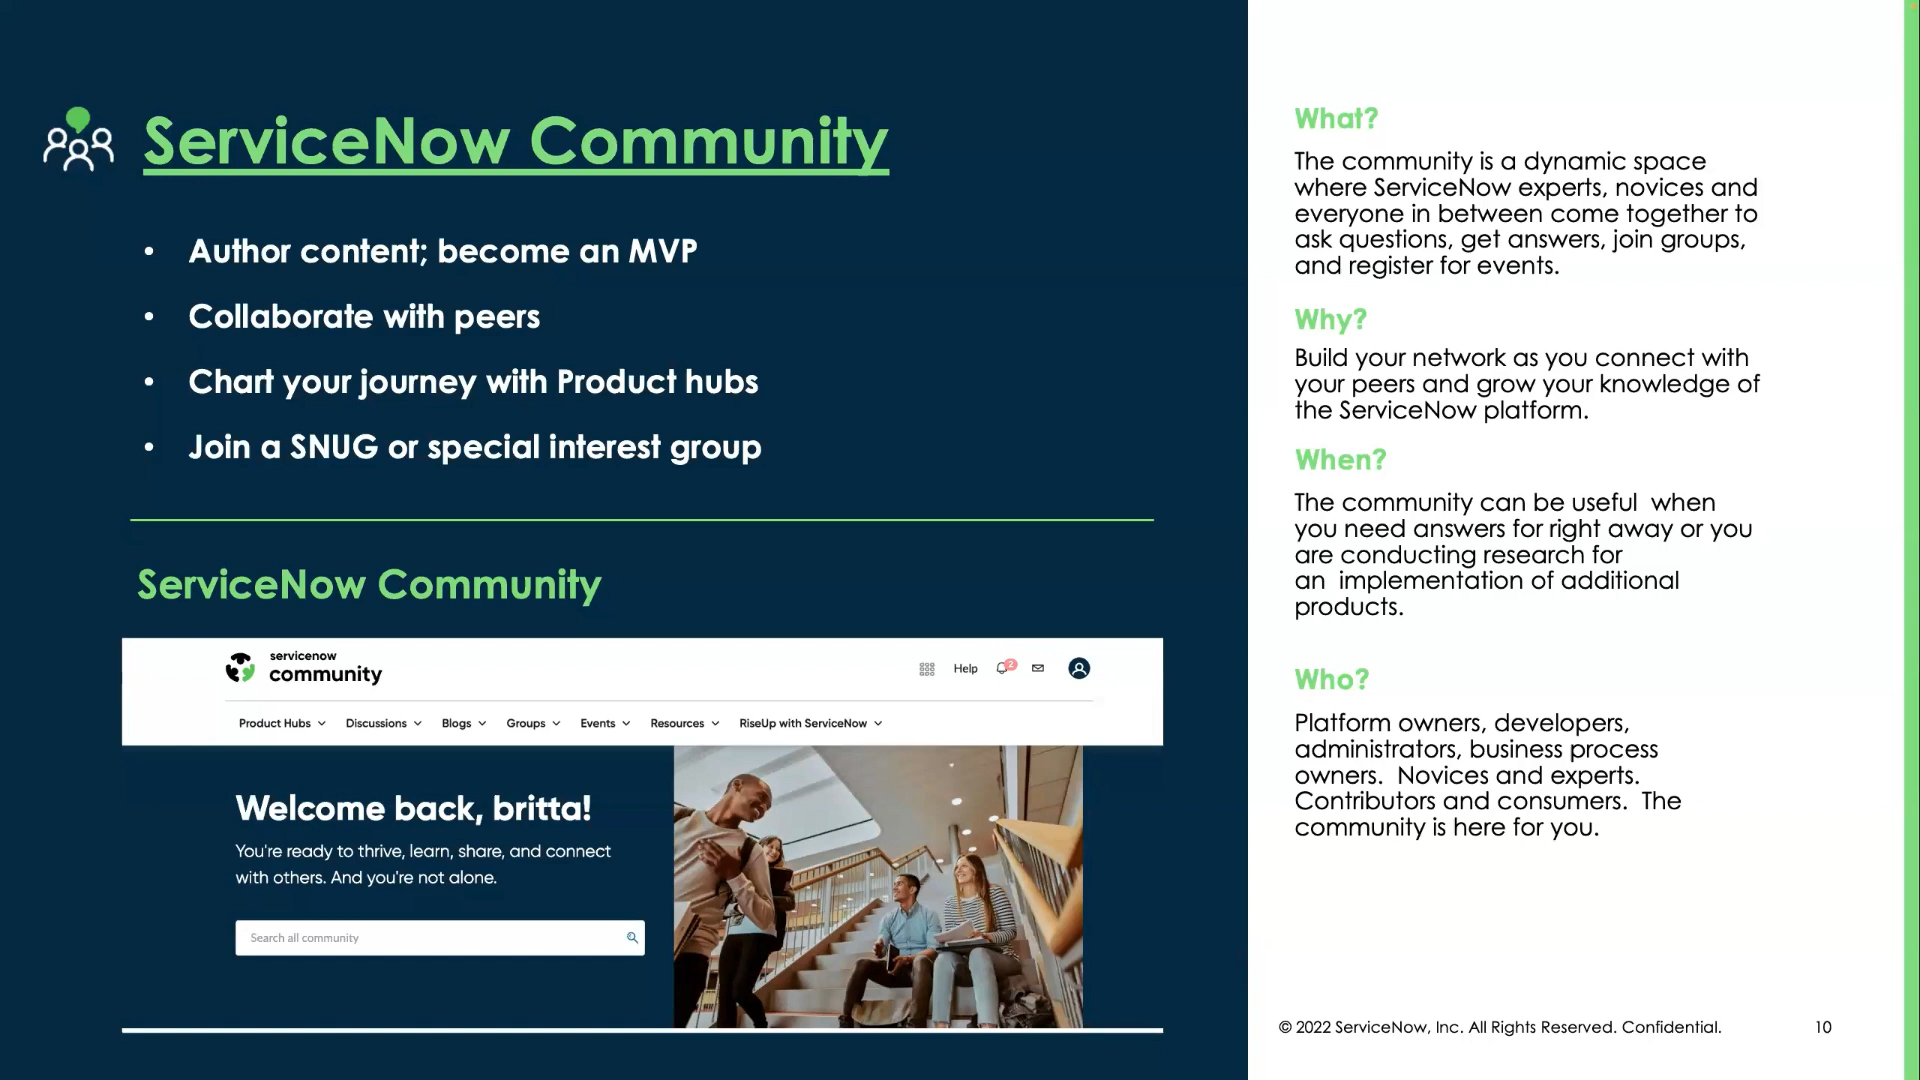 ServiceNow Community
• Author content; become an MVP
• Collaborate with peers
• Chart your journey with Product hubs
• Join a SNUG or special interest group
ServiceNow Community
servicenow
community
Help
2
Product Hubs
Discussions
Blogs
Groups
Events
Resources
RiseUp with ServiceNow
Welcome back, britta!
You're ready to thrive, learn, share, and connect
with others. And you're not alone.
Search all community
What?
The community is a dynamic space
where ServiceNow experts, novices and
everyone in between come together to
ask questions, get answers, join groups,
and register for events.
Why?
Build your network as you connect with
your peers and grow your knowledge of
the ServiceNow platform.
When?
The community can be useful  when
you need answers for right away or you
are conducting research for
an  implementation of additional
products.
Who?
Platform owners, developers,
administrators, business process
owners.  Novices and experts.
Contributors and consumers.  The
community is here for you.
© 2022 ServiceNow, Inc. All Rights Reserved. Confidential.
10